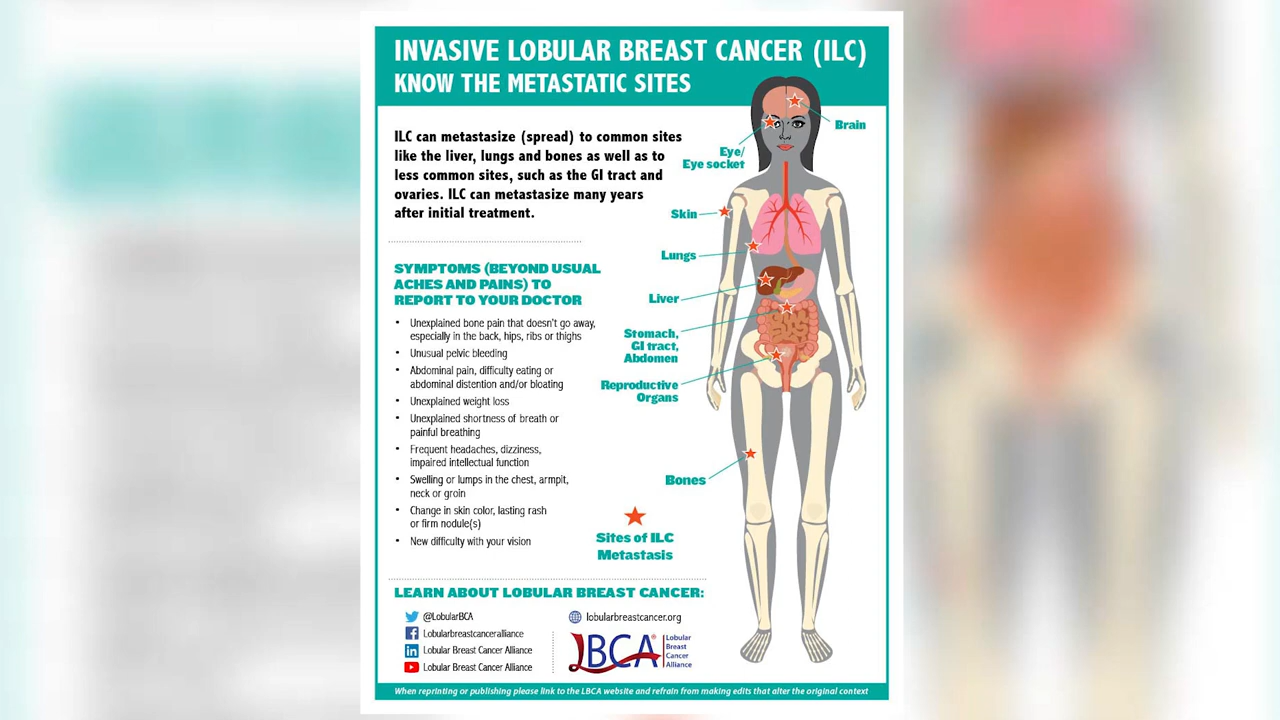 INVASIVE LOBULAR BREAST CANCER (ILC)
KNOW THE METASTATIC SITES
ILC can metastasize (spread) to common sites
like the liver, lungs and bones as well as to
less common sites, such as the GI tract and
ovaries. ILC can metastasize many years
after initial treatment.
SYMPTOMS (BEYOND USUAL
ACHES AND PAINS) TO
REPORT TO YOUR DOCTOR
• Unexplained bone pain that doesn't go away,
especially in the back, hips, ribs or thighs
• Unusual pelvic bleeding
• Abdominal pain, difficulty eating or
abdominal distention and/or bloating
• Unexplained weight loss
• Unexplained shortness of breath or
painful breathing
• Frequent headaches, dizziness,
impaired intellectual function
• Swelling or lumps in the chest, armpit,
neck or groin
• Change in skin color, lasting rash
or firm nodule(s)
• New difficulty with your vision
Brain
Eye/
Eye socket
Skin
Lungs
Liver
Stomach,
GI tract,
Abdomen
Reproductive
Organs
Bones
Sites of ILC
Metastasis
LEARN ABOUT LOBULAR BREAST CANCER:
@LobularBCA
Lobularbreastcanceralliance
Lobular Breast Cancer Alliance
Lobular Breast Cancer Alliance
lobularbreastcancer.org
LBCA®
Lobular
Breast
Cancer
Alliance
When reprinting or publishing please link to the LBCA website and refrain from making edits that alter the original context